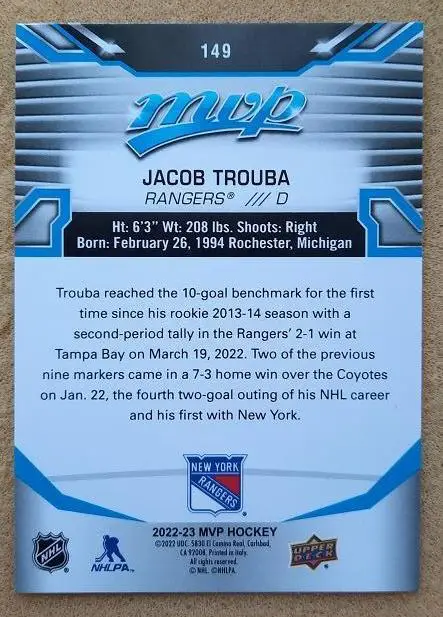 149
mvp
JACOB TROUBA
RANGERS® /// D
Ht: 6'3" Wt: 208 lbs. Shoots: Right
Born: February 26, 1994 Rochester, Michigan
Trouba reached the 10-goal benchmark for the first
time since his rookie 2013-14 season with a
second-period tally in the Rangers' 2-1 win at
Tampa Bay on March 19, 2022. Two of the previous
nine markers came in a 7-3 home win over the Coyotes
on Jan. 22, the fourth two-goal outing of his NHL career
and his first with New York.
NEW YORK
RANGERS
2022-23 MVP HOCKEY
©2022 UDC. 5830 El Camino Real, Carlsbad,
CA 92008. Printed in Italy.
All rights reserved.
© NHL. ©NHLPA.
NHL
NHLPA
UPPER
DECK